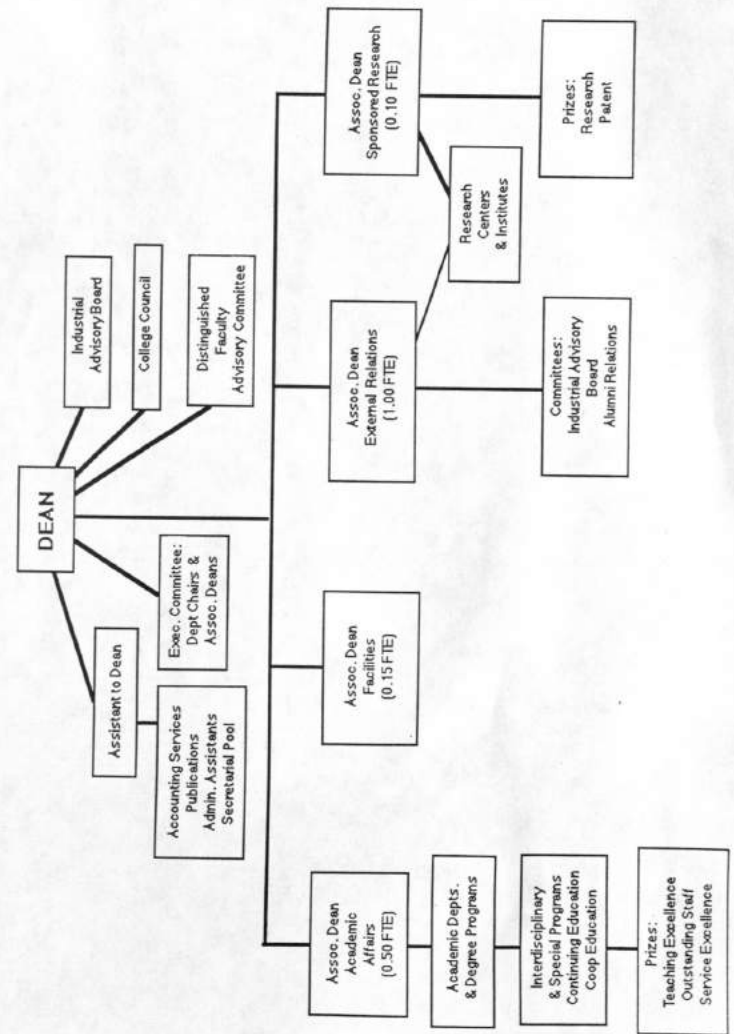 DEAN
Industrial
Advisory Board
College Council
Distinguished
Faculty
Advisory Committee
Assistant to Dean
Accounting Services
Publications
Admin. Assistants
Secretarial Pool
Exec. Committee:
Dept Chairs &
Assoc. Deans
Assoc. Dean
Academic
Affairs
(0.50 FTE)
Academic Depts.
& Degree Programs
Interdisciplinary
& Special Programs
Continuing Education
Coop Education
Prizes:
Teaching Excellence
Outstanding Staff
Service Excellence
Assoc. Dean
Facilities
(0.15 FTE)
Assoc. Dean
External Relations
(1.00 FTE)
Committees:
Industrial Advisory
Board
Alumni Relations
Research
Centers
& Institutes
Assoc. Dean
Sponsored Research
(0.10 FTE)
Prizes:
Research
Patent